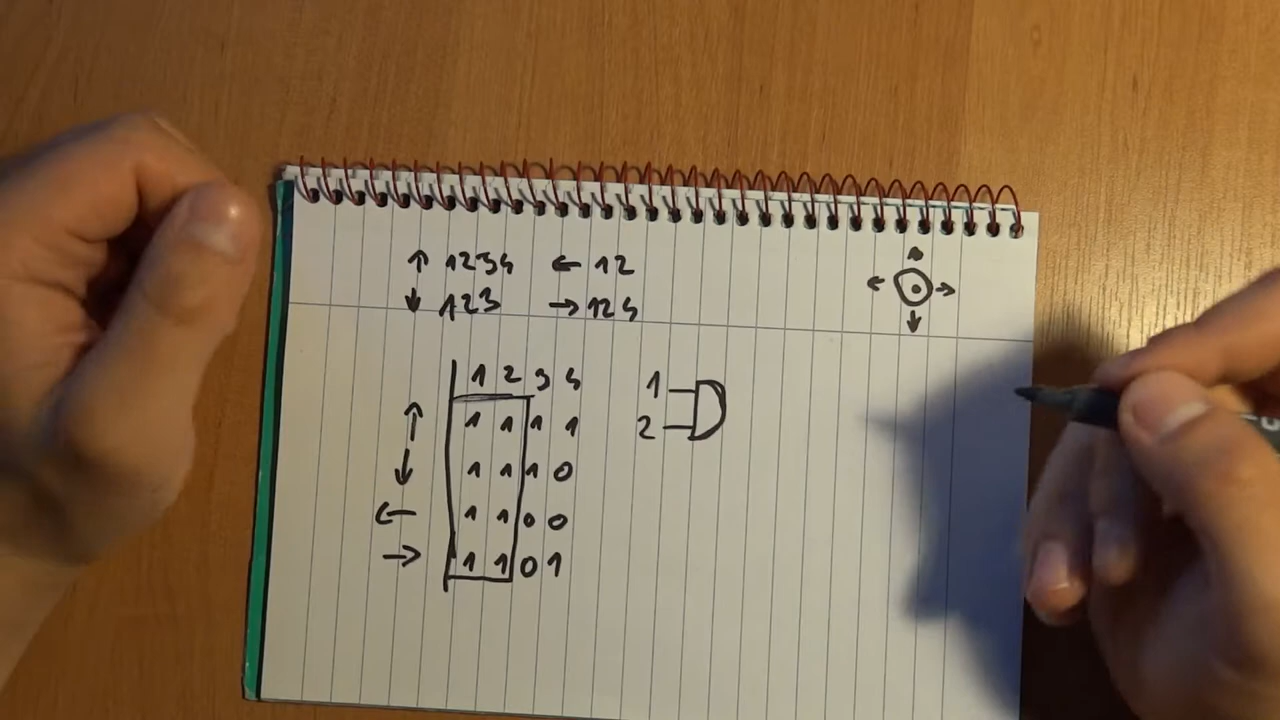 ↑ 1234 ← 12
↓ 123 → 124
← →
↓
1 2 3 4
↑ 1 1 1 1
↓ 1 1 1 0
← 1 1 0 0
→ 1 1 0 1
1
2